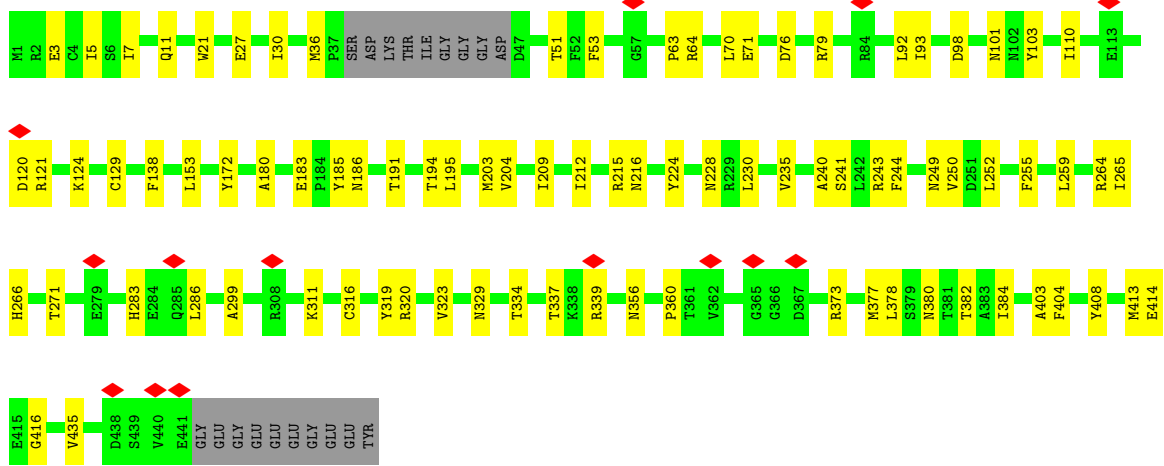 M1 R2 E3 C4 I5 S6 I7 Q11 W21 E27 I30 M36 P37 SER ASP LYS THR ILE GLY GLY GLY ASP D47 T51 F52 F53 G57 P63 R64 L70 E71 D76 R79 R84 L92 I93 D98 N101 N102 Y103 I110 E113
D120 R121 K124 C129 F138 L153 Y172 A180 E183 P184 Y185 N186 T191 T194 L195 M203 V204 I209 I212 R215 N216 Y224 N228 R229 L230 V235 A240 S241 L242 R243 F244 N249 V250 D251 L252 F255 L259 R264 I265
H266 T271 E279 H283 E284 Q285 L286 A299 R308 K311 C316 Y319 R320 V323 N329 T334 T337 K338 R339 N356 P360 T361 V362 G365 G366 D367 R373 M377 L378 S379 N380 T381 T382 A383 I384 A403 F404 Y408 M413 E414
E415 G416 V435 D438 S439 V440 E441 GLY GLU GLY GLU GLU GLU GLY GLU GLU TYR